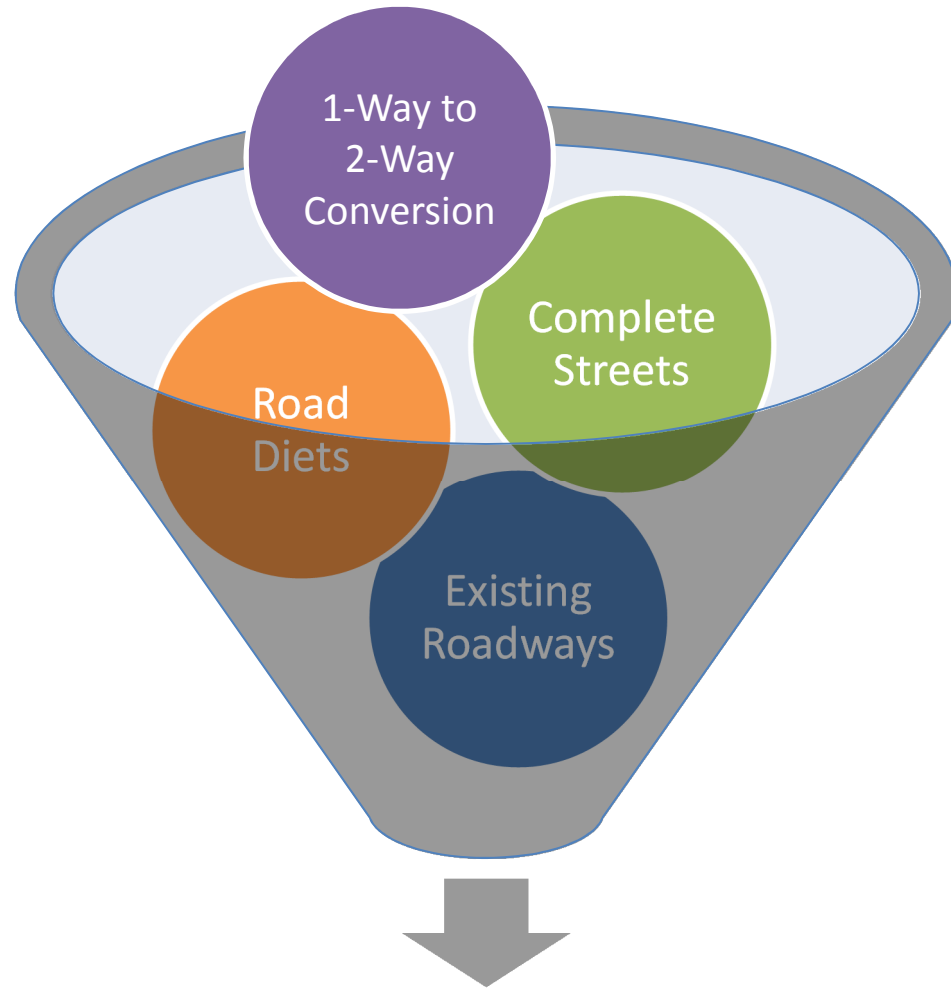 1-Way to
2-Way
Conversion
Complete
Streets
Road
Diets
Existing
Roadways